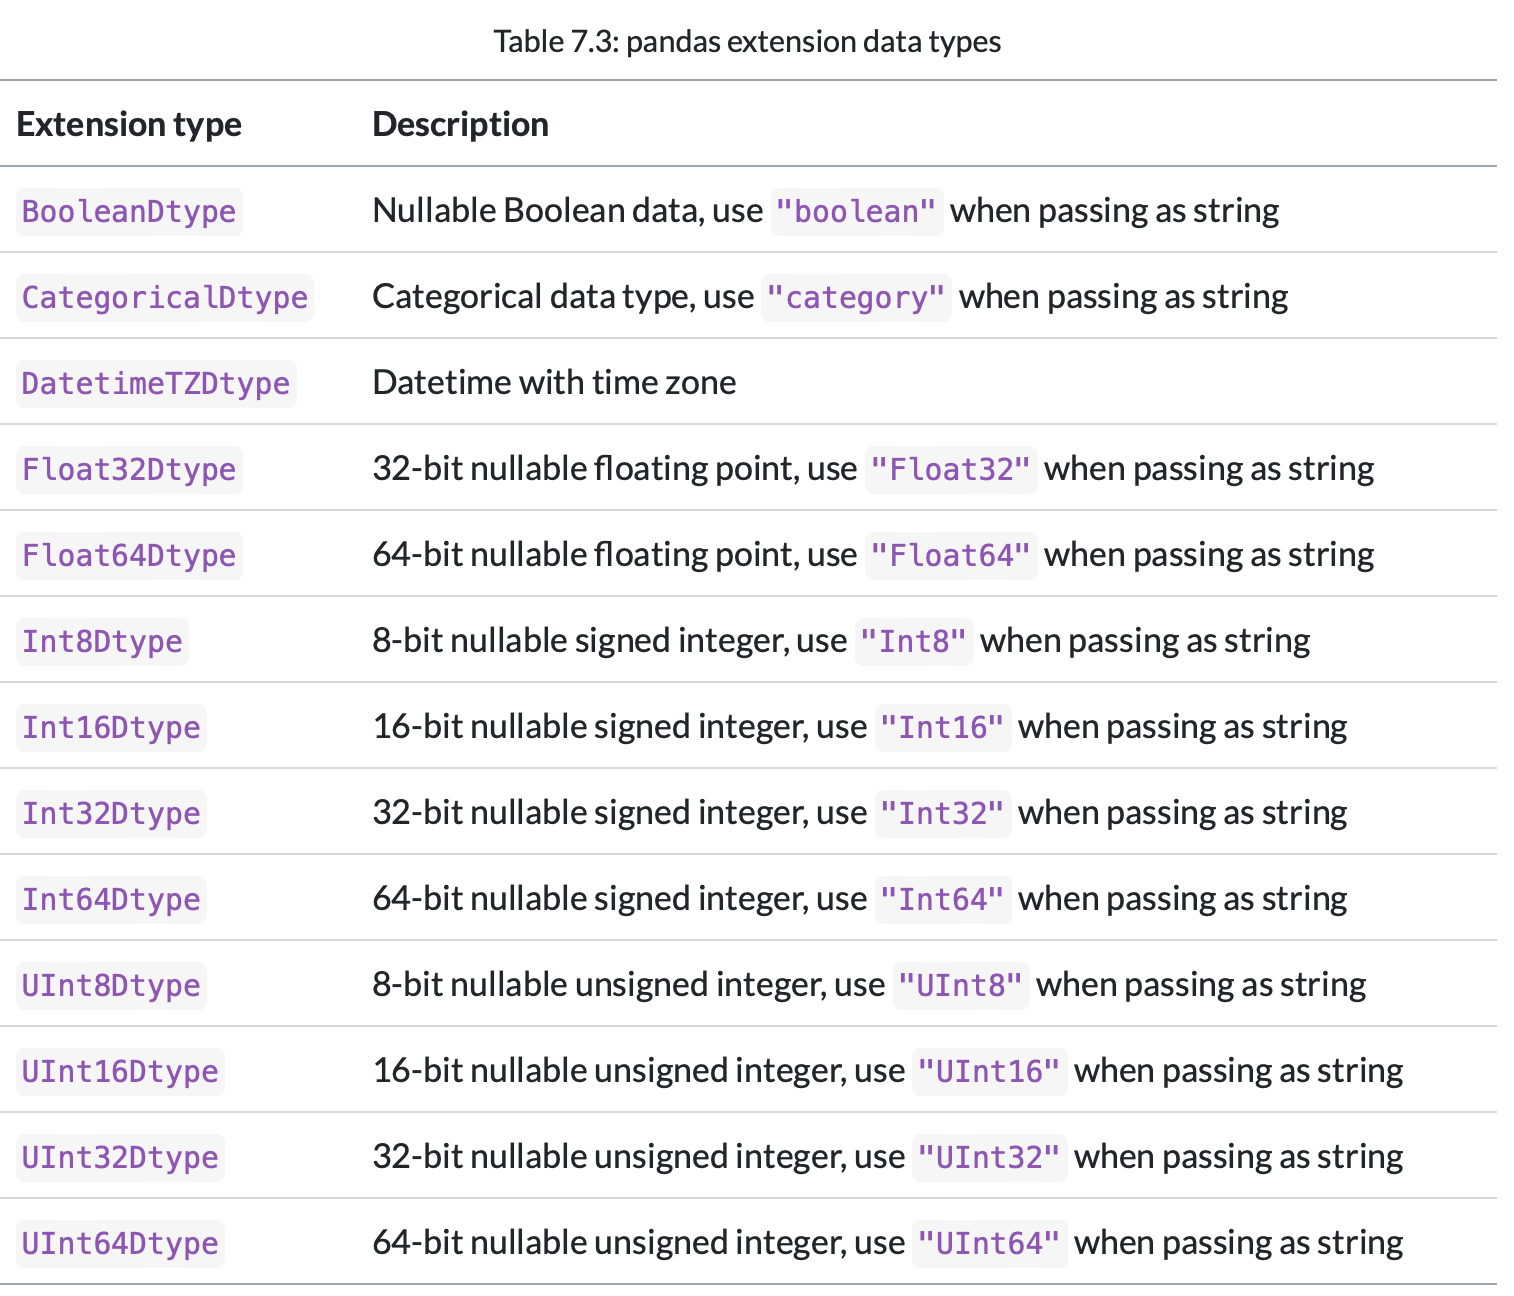 Table 7.3: pandas extension data types
Extension type Description
BooleanDtype Nullable Boolean data, use "boolean" when passing as string
CategoricalDtype Categorical data type, use "category" when passing as string
DatetimeTZDtype Datetime with time zone
Float32Dtype 32-bit nullable floating point, use "Float32" when passing as string
Float64Dtype 64-bit nullable floating point, use "Float64" when passing as string
Int8Dtype 8-bit nullable signed integer, use "Int8" when passing as string
Int16Dtype 16-bit nullable signed integer, use "Int16" when passing as string
Int32Dtype 32-bit nullable signed integer, use "Int32" when passing as string
Int64Dtype 64-bit nullable signed integer, use "Int64" when passing as string
UInt8Dtype 8-bit nullable unsigned integer, use "UInt8" when passing as string
UInt16Dtype 16-bit nullable unsigned integer, use "UInt16" when passing as string
UInt32Dtype 32-bit nullable unsigned integer, use "UInt32" when passing as string
UInt64Dtype 64-bit nullable unsigned integer, use "UInt64" when passing as string